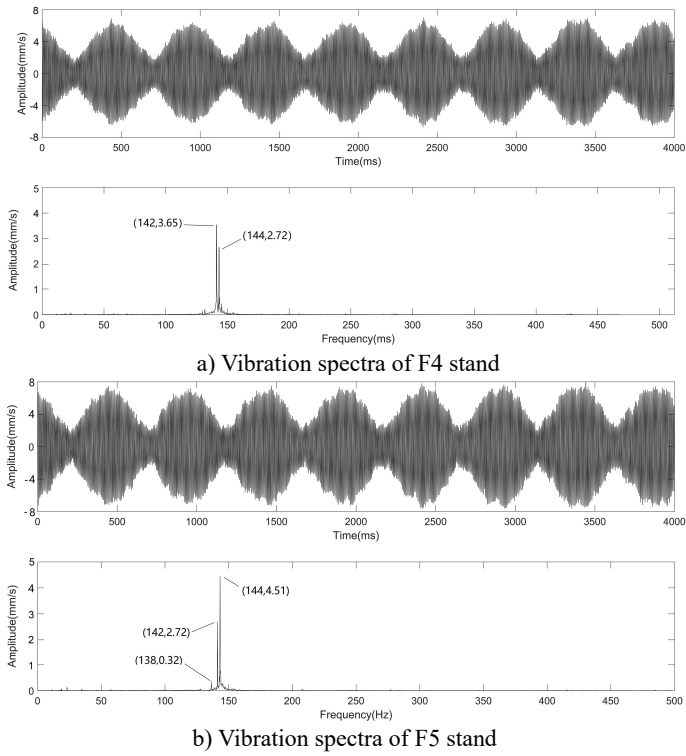 8
4
0
-4
-8
Amplitude(mm/s)
0 500 1000 1500 2000 2500 3000 3500 4000
Time(ms)
5
4
3
2
1
0
Amplitude(mm/s)
(142,3.65)
(144,2.72)
0 50 100 150 200 250 300 350 400 450 500
Frequency(ms)
a) Vibration spectra of F4 stand
8
4
0
-4
-8
Amplitude(mm/s)
0 500 1000 1500 2000 2500 3000 3500 4000
Time(ms)
5
4
3
2
1
0
Amplitude(mm/s)
(144,4.51)
(142,2.72)
(138,0.32)
0 50 100 150 200 250 300 350 400 450 500
Frequency(Hz)
b) Vibration spectra of F5 stand